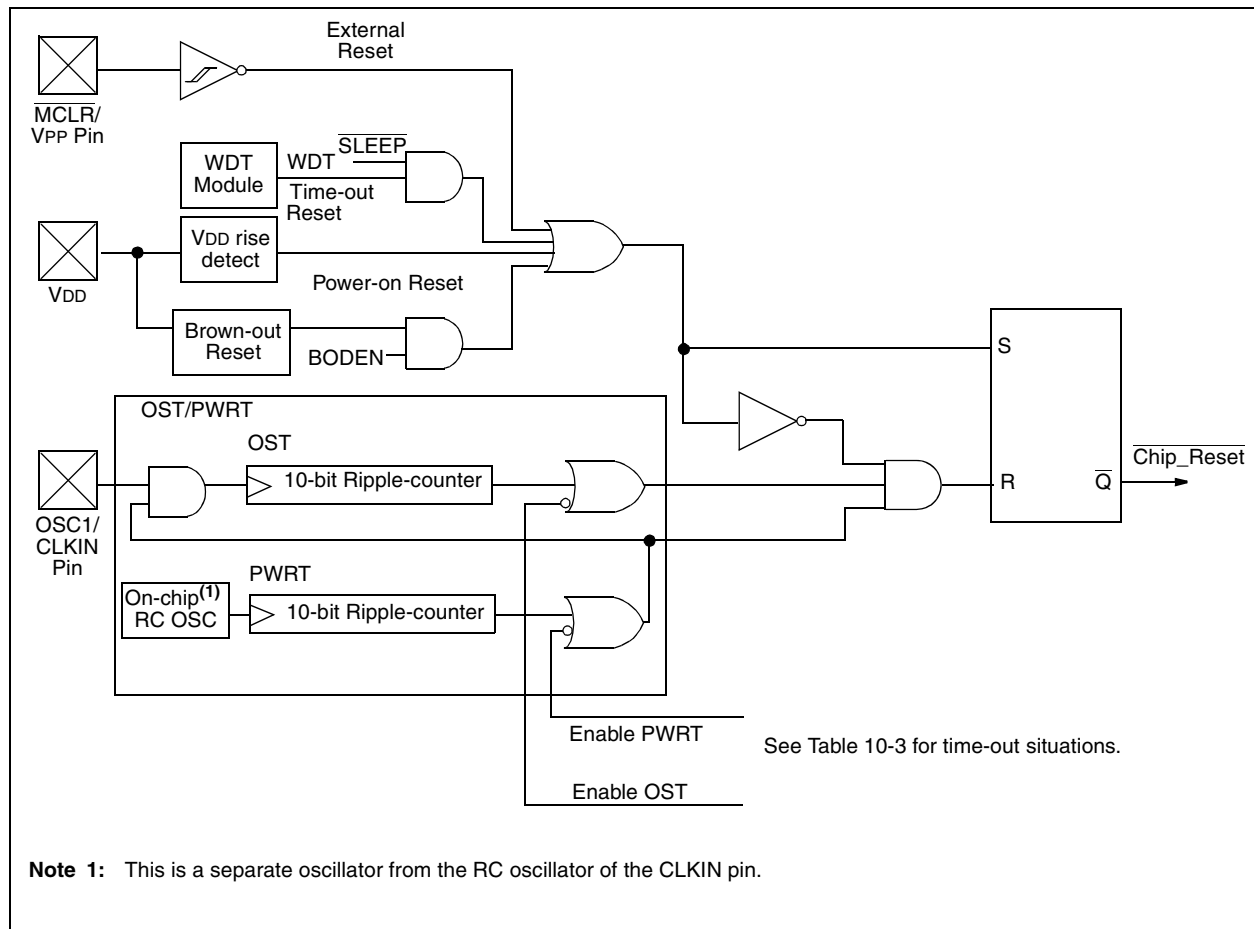 External
Reset
MCLR/
VPP Pin
SLEEP
WDT
Module
WDT
Time-out
Reset
VDD rise
detect
VDD
Power-on Reset
Brown-out
Reset
BODEN
S
OST/PWRT
OST
10-bit Ripple-counter
R
Q
Chip_Reset
OSC1/
CLKIN
Pin
PWRT
On-chip(1)
RC OSC
10-bit Ripple-counter
Enable PWRT
See Table 10-3 for time-out situations.
Enable OST
Note 1: This is a separate oscillator from the RC oscillator of the CLKIN pin.